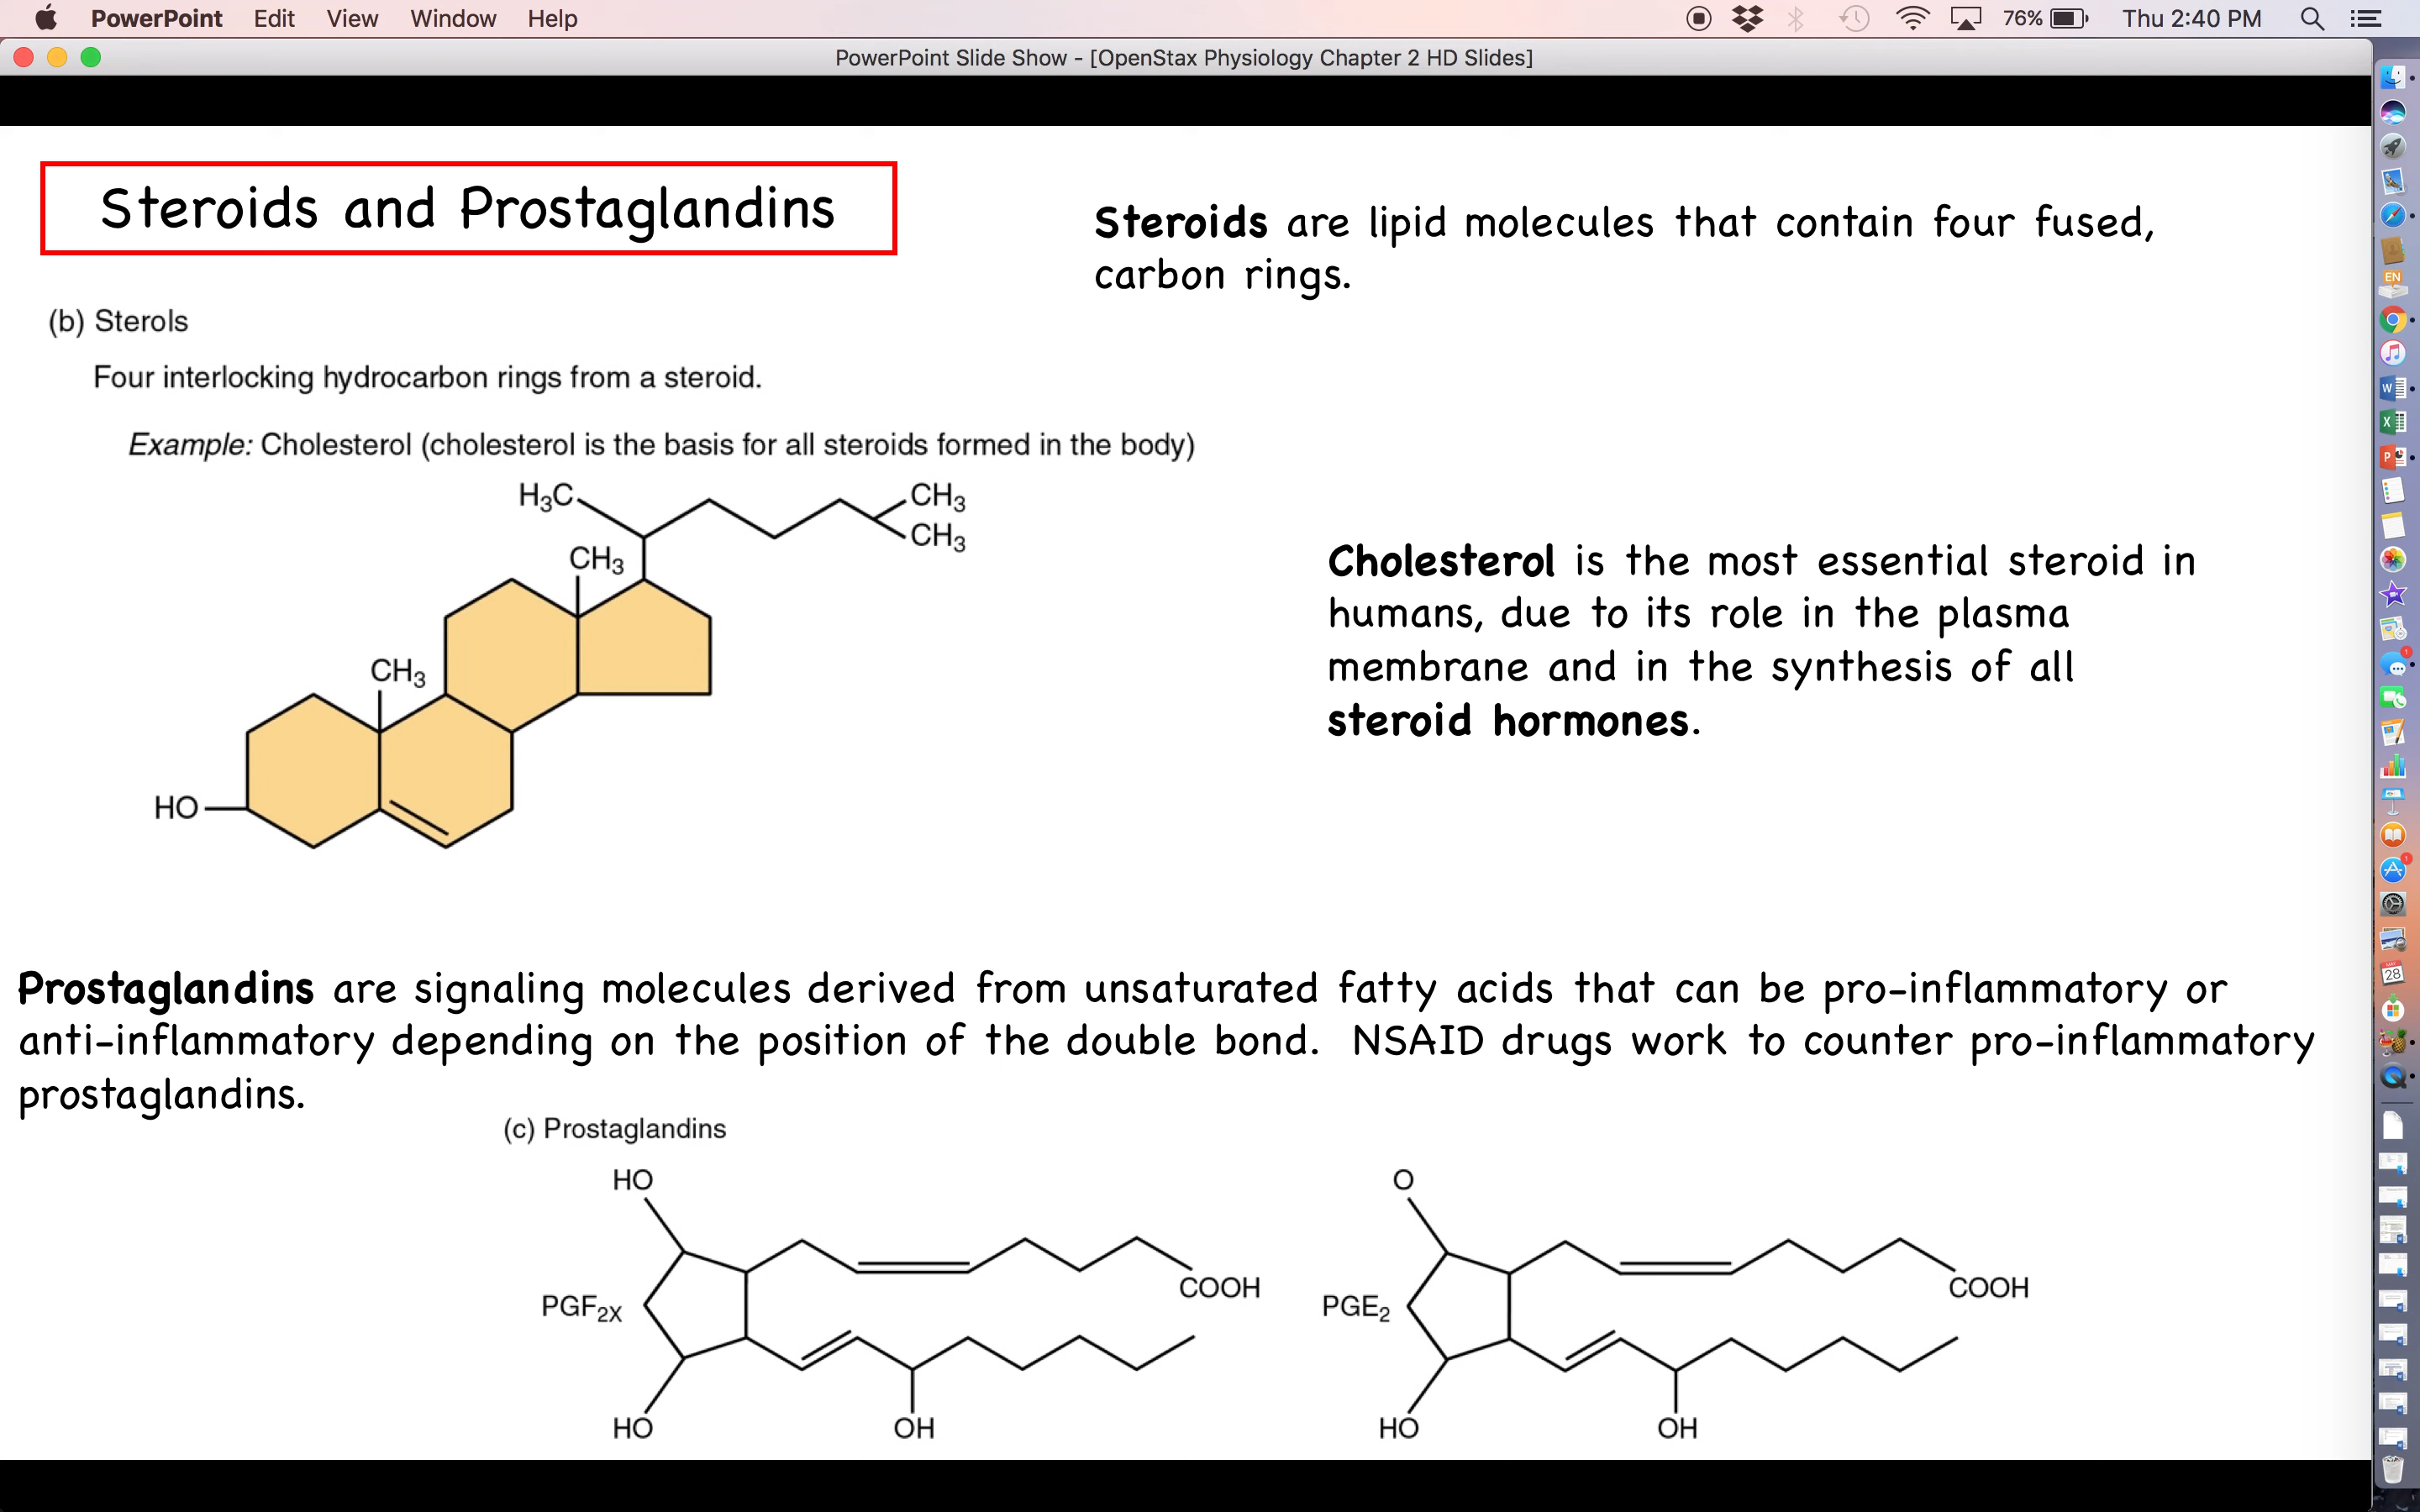 PowerPoint Edit View Window Help 76% Thu 2:40 PM
PowerPoint Slide Show - [OpenStax Physiology Chapter 2 HD Slides]
Steroids and Prostaglandins
Steroids are lipid molecules that contain four fused,
carbon rings.
(b) Sterols
Four interlocking hydrocarbon rings from a steroid.
Example: Cholesterol (cholesterol is the basis for all steroids formed in the body)
H₃C
CH₃
CH₃
CH₃
CH₃
HO
Cholesterol is the most essential steroid in
humans, due to its role in the plasma
membrane and in the synthesis of all
steroid hormones.
Prostaglandins are signaling molecules derived from unsaturated fatty acids that can be pro-inflammatory or
anti-inflammatory depending on the position of the double bond. NSAID drugs work to counter pro-inflammatory
prostaglandins.
(c) Prostaglandins
HO
COOH
PGF₂X
HO
OH
O
COOH
PGE₂
HO
OH
EN
W
X
P
28